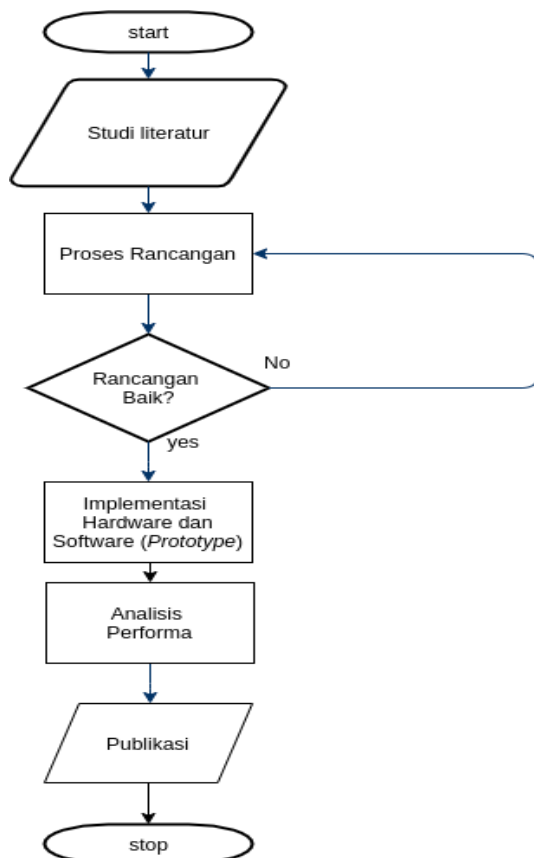 start
Studi literatur
Proses Rancangan
No
Rancangan
Baik?
yes
Implementasi
Hardware dan
Software (Prototype)
Analisis
Performa
Publikasi
stop